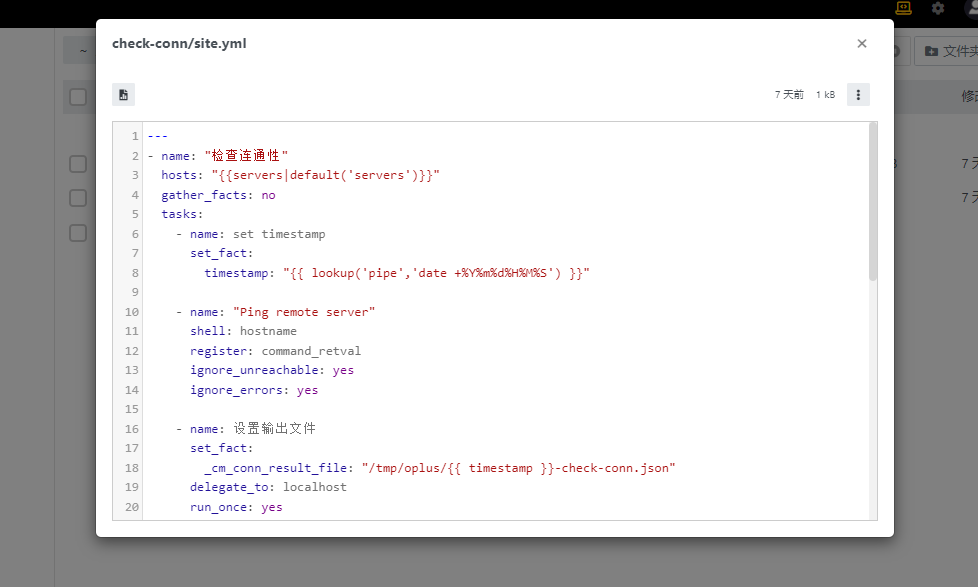 check-conn/site.yml
~
文件夹
7 天前 1 kB
1 ---
2 - name: "检查连通性"
3 hosts: "{{servers|default('servers')}}"
4 gather_facts: no
5 tasks:
6 - name: set timestamp
7 set_fact:
8 timestamp: "{{ lookup('pipe','date +%Y%m%d%H%M%S') }}"
9
10 - name: "Ping remote server"
11 shell: hostname
12 register: command_retval
13 ignore_unreachable: yes
14 ignore_errors: yes
15
16 - name: 设置输出文件
17 set_fact:
18 _cm_conn_result_file: "/tmp/oplus/{{ timestamp }}-check-conn.json"
19 delegate_to: localhost
20 run_once: yes
修改
7 天
7 天